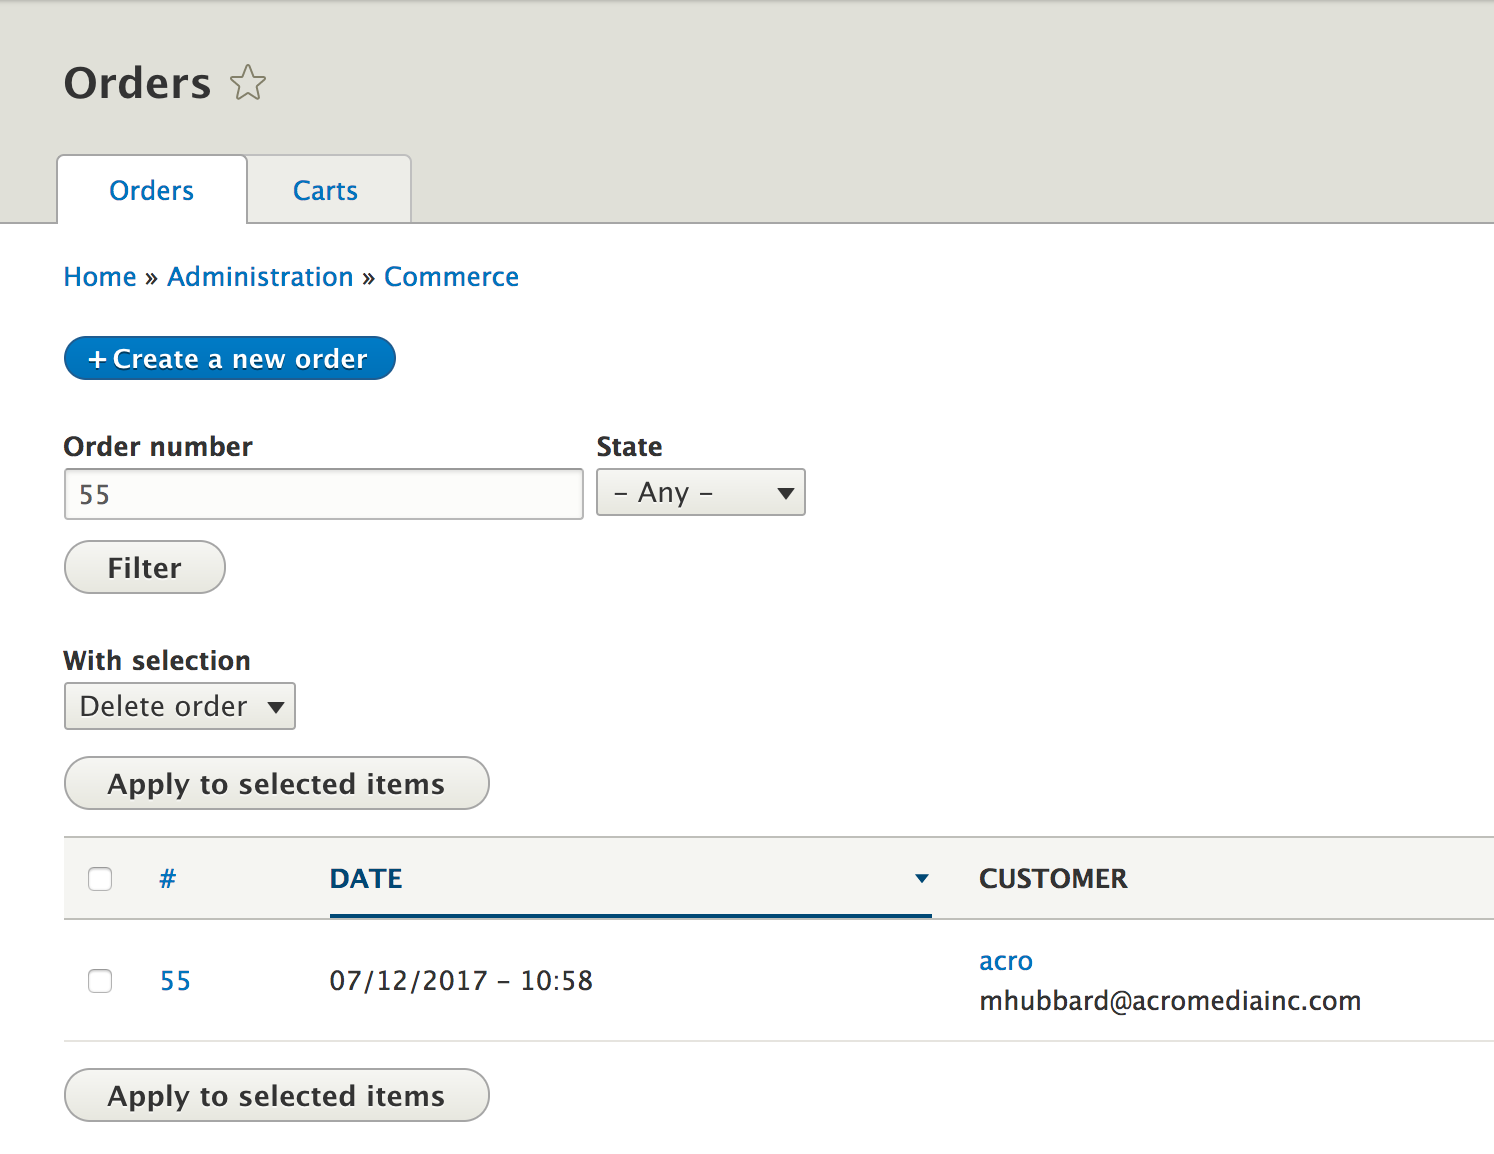 Orders
Orders Carts
Home » Administration » Commerce
+ Create a new order
Order number State
55 – Any –
Filter
With selection
Delete order
Apply to selected items
# DATE CUSTOMER
55 07/12/2017 – 10:58 acro
mhubbard@acromediainc.com
Apply to selected items